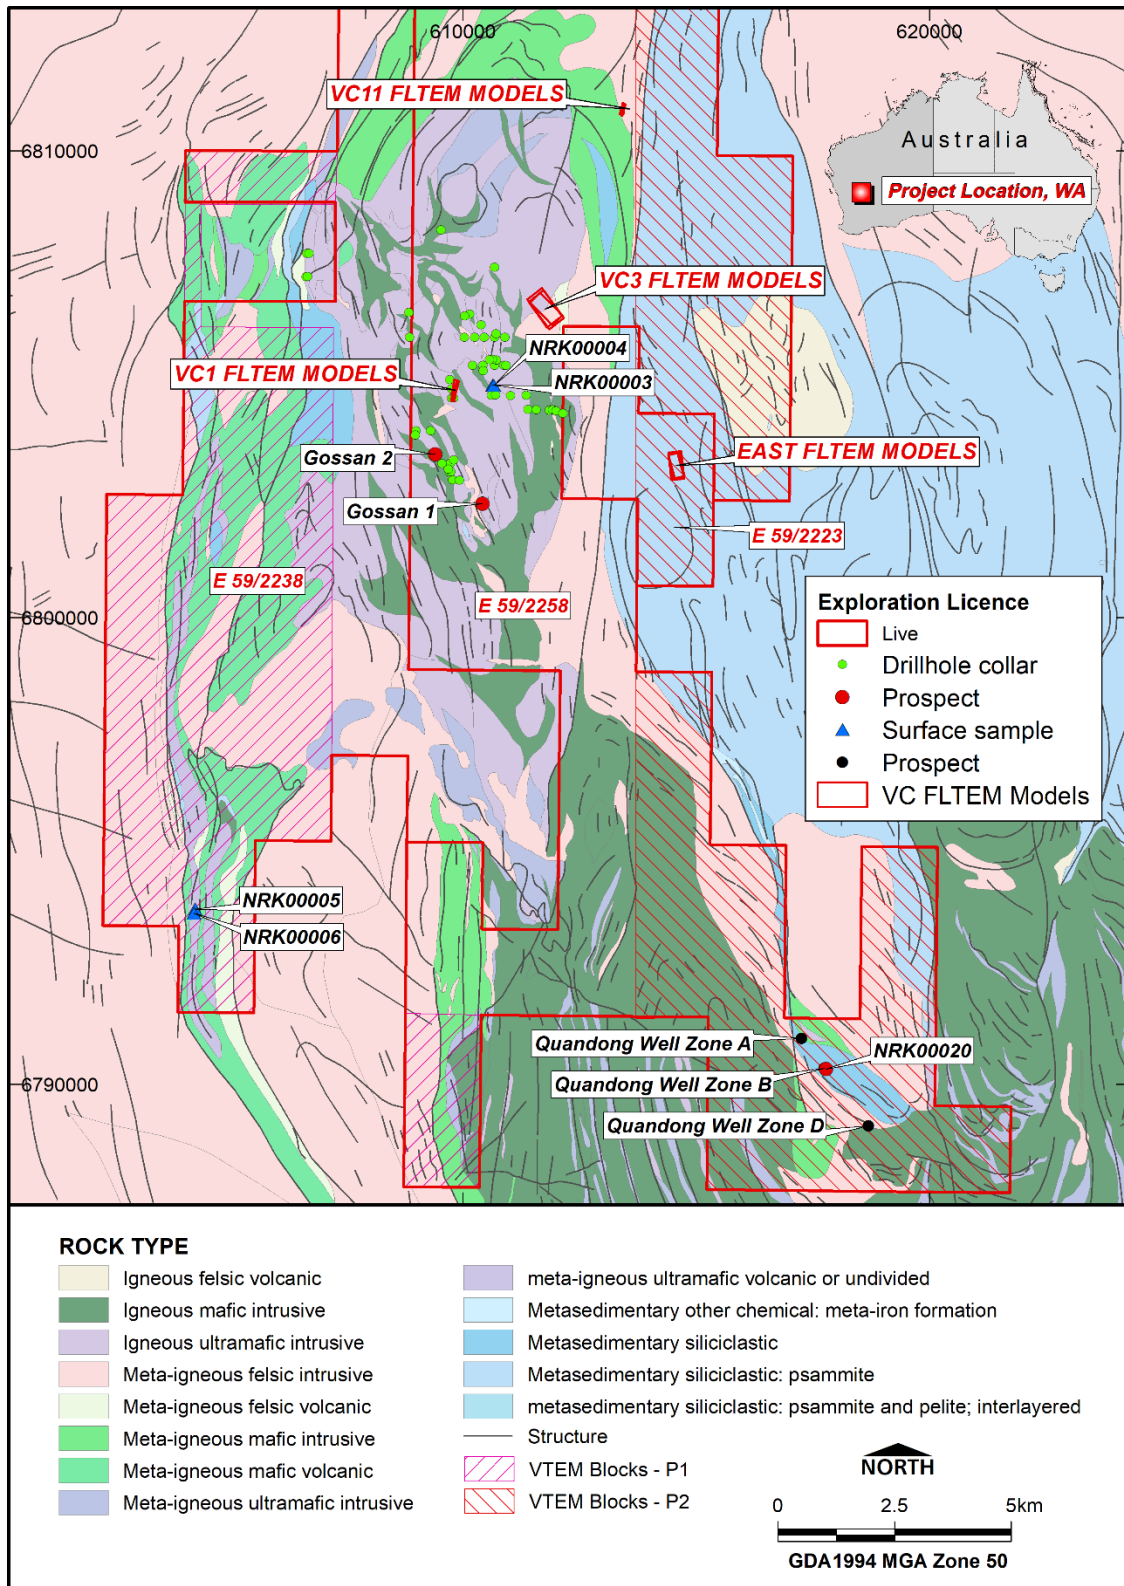 610000
620000
VC11 FLTEM MODELS
6810000
Australia
Project Location, WA
VC3 FLTEM MODELS
NRK00004
VC1 FLTEM MODELS
NRK00003
Gossan 2
EAST FLTEM MODELS
Gossan 1
E 59/2223
E 59/2238
E 59/2258
6800000
Exploration Licence
Live
Drillhole collar
Prospect
Surface sample
Prospect
VC FLTEM Models
NRK00005
NRK00006
Quandong Well Zone A
NRK00020
6790000
Quandong Well Zone B
Quandong Well Zone D
ROCK TYPE
Igneous felsic volcanic
Igneous mafic intrusive
Igneous ultramafic intrusive
Meta-igneous felsic intrusive
Meta-igneous felsic volcanic
Meta-igneous mafic intrusive
Meta-igneous mafic volcanic
Meta-igneous ultramafic intrusive
meta-igneous ultramafic volcanic or undivided
Metasedimentary other chemical: meta-iron formation
Metasedimentary siliciclastic
Metasedimentary siliciclastic: psammite
metasedimentary siliciclastic: psammite and pelite; interlayered
Structure
VTEM Blocks - P1
VTEM Blocks - P2
NORTH
0 2.5 5km
GDA1994 MGA Zone 50